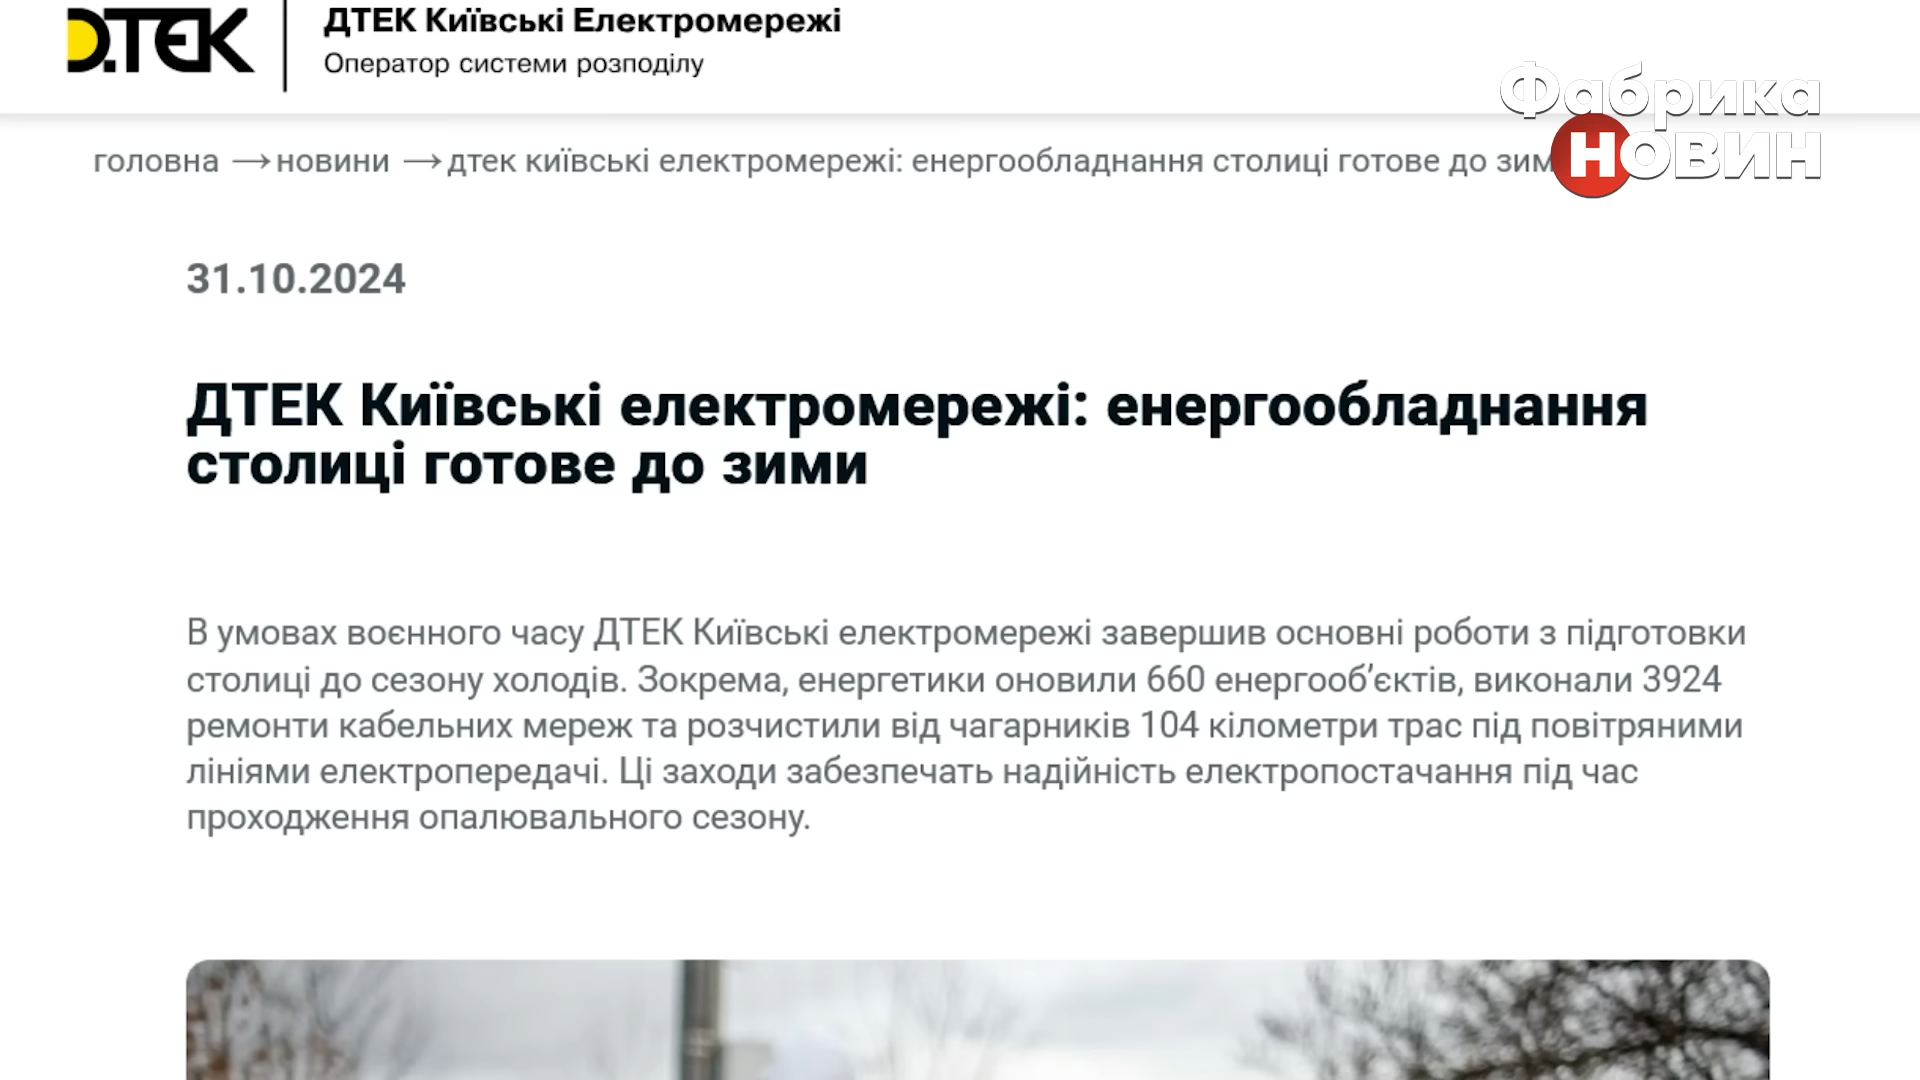 ДТЕК
ДТЕК Київські Електромережі
Оператор системи розподілу
Фабрика
новин
головна → новини → дтек київські електромережі: енергообладнання столиці готове до зим
31.10.2024
ДТЕК Київські електромережі: енергообладнання
столиці готове до зими
В умовах воєнного часу ДТЕК Київські електромережі завершив основні роботи з підготовки
столиці до сезону холодів. Зокрема, енергетики оновили 660 енергооб’єктів, виконали 3924
ремонти кабельних мереж та розчистили від чагарників 104 кілометри трас під повітряними
лініями електропередачі. Ці заходи забезпечать надійність електропостачання під час
проходження опалювального сезону.